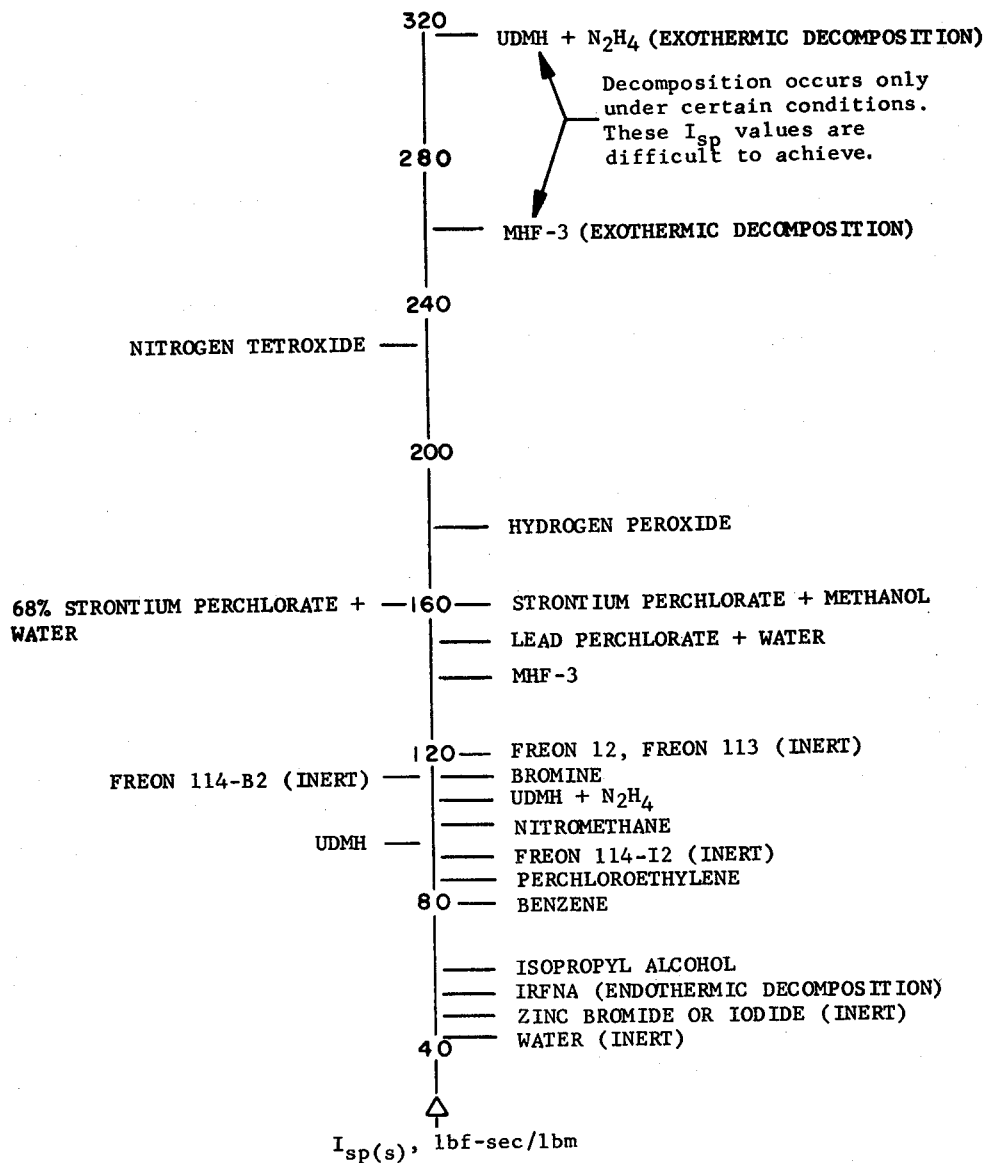 320
UDMH + N2H4 (EXOTHERMIC DECOMPOSITION)
Decomposition occurs only
under certain conditions.
These Isp values are
difficult to achieve.
280
MHF-3 (EXOTHERMIC DECOMPOSITION)
240
NITROGEN TETROXIDE
200
HYDROGEN PEROXIDE
68% STRONTIUM PERCHLORATE +
WATER
160
STRONTIUM PERCHLORATE + METHANOL
LEAD PERCHLORATE + WATER
MHF-3
120
FREON 12, FREON 113 (INERT)
FREON 114-B2 (INERT)
BROMINE
UDMH + N2H4
NITROMETHANE
UDMH
FREON 114-I2 (INERT)
PERCHLOROETHYLENE
80
BENZENE
ISOPROPYL ALCOHOL
IRFNA (ENDOTHERMIC DECOMPOSITION)
ZINC BROMIDE OR IODIDE (INERT)
WATER (INERT)
40
Isp(s), lbf-sec/lbm